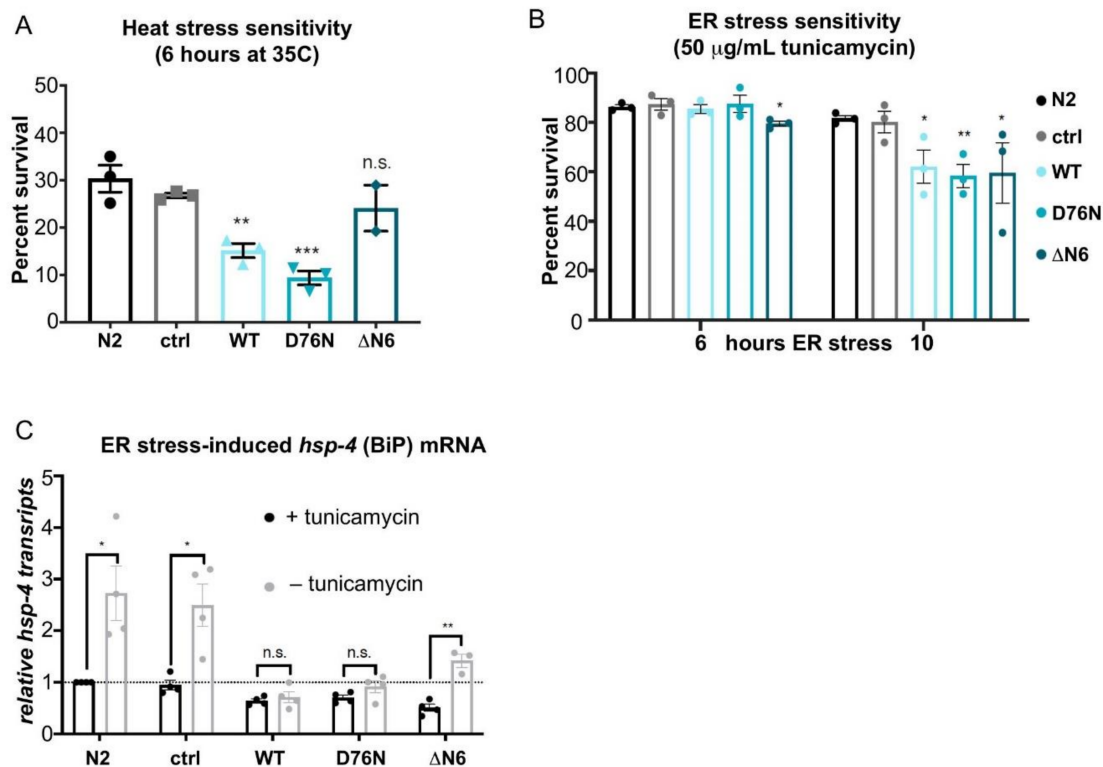 A
Heat stress sensitivity
(6 hours at 35C)
Percent survival
50
40
30
20
10
0
**
***
n.s.
N2 ctrl WT D76N ΔN6
B
ER stress sensitivity
(50 μg/mL tunicamycin)
Percent survival
100
80
60
40
20
0
*
*
**
*
6 hours ER stress 10
N2
ctrl
WT
D76N
ΔN6
C
ER stress-induced hsp-4 (BiP) mRNA
relative hsp-4 transripts
5
4
3
2
1
0
+ tunicamycin
– tunicamycin
*
*
n.s.
n.s.
**
N2 ctrl WT D76N ΔN6